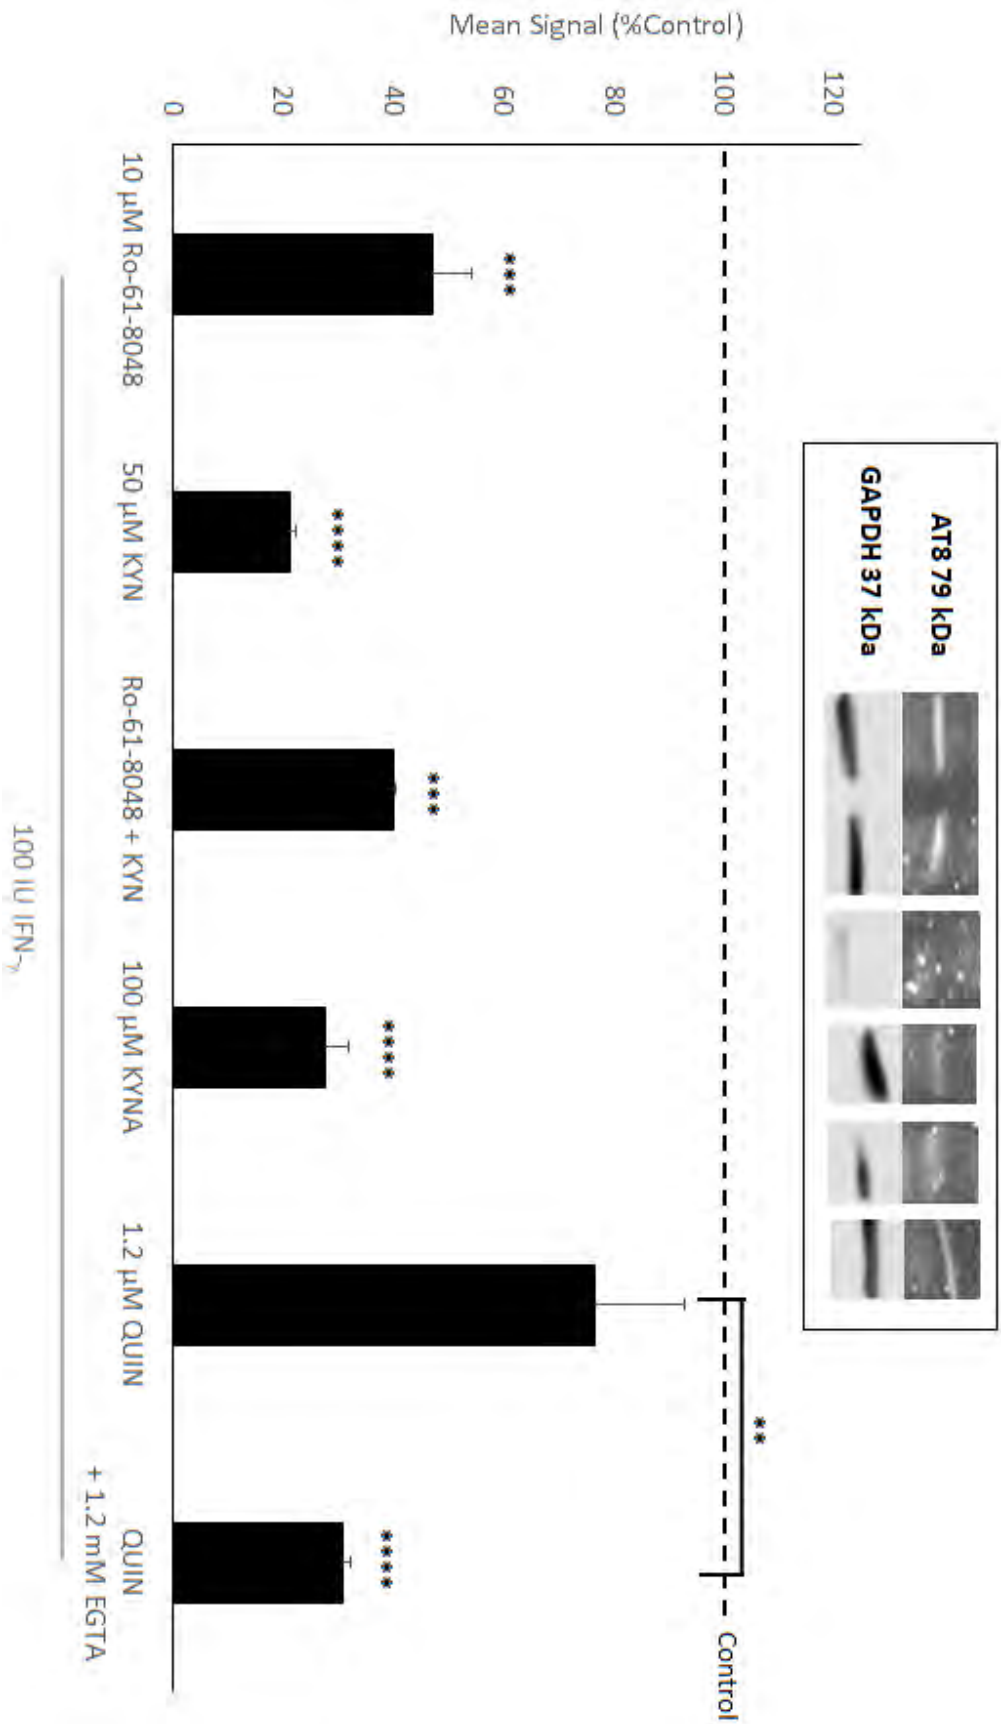 AT8 79 kDa
GAPDH 37 kDa
Mean Signal (%Control)
120
100
80
60
40
20
0
Control
***
****
***
****
**
****
10 µM Ro-61-8048
50 µM KYN
Ro-61-8048 + KYN
100 µM KYNA
1.2 µM QUIN
QUIN
+ 1.2 mM EGTA
100 IU IFN-γ